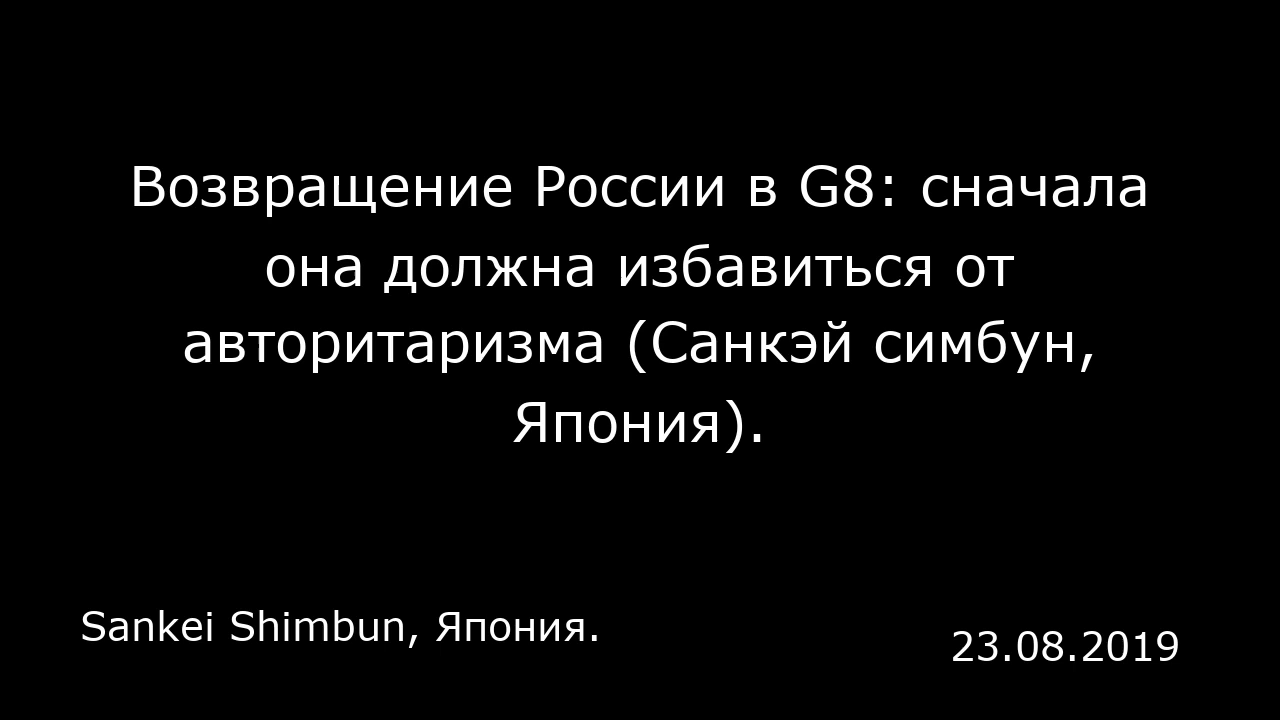 Возвращение России в G8: сначала
она должна избавиться от
авторитаризма (Санкэй симбун,
Япония).
Sankei Shimbun, Япония.
23.08.2019